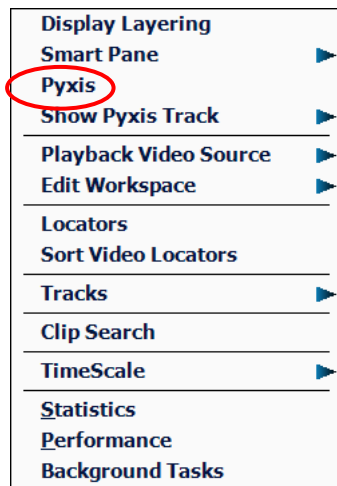 Display Layering
Smart Pane
Pyxis
Show Pyxis Track
Playback Video Source
Edit Workspace
Locators
Sort Video Locators
Tracks
Clip Search
TimeScale
Statistics
Performance
Background Tasks